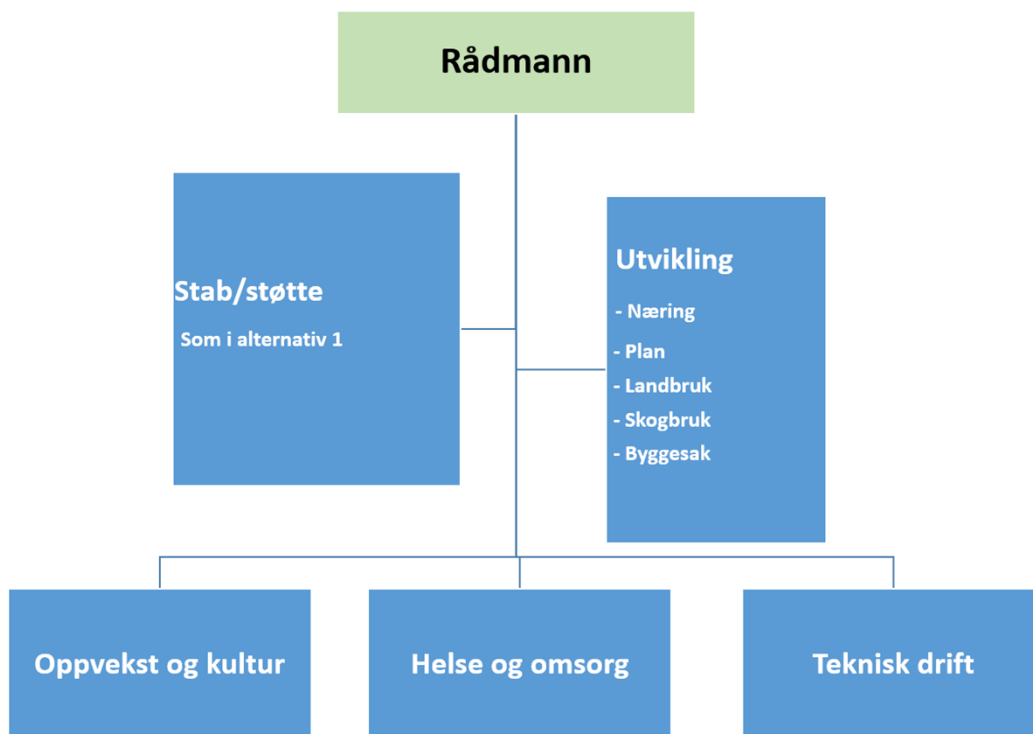 Rådmann
Stab/støtte
Som i alternativ 1
Utvikling
- Næring
- Plan
- Landbruk
- Skogbruk
- Byggesak
Oppvekst og kultur
Helse og omsorg
Teknisk drift